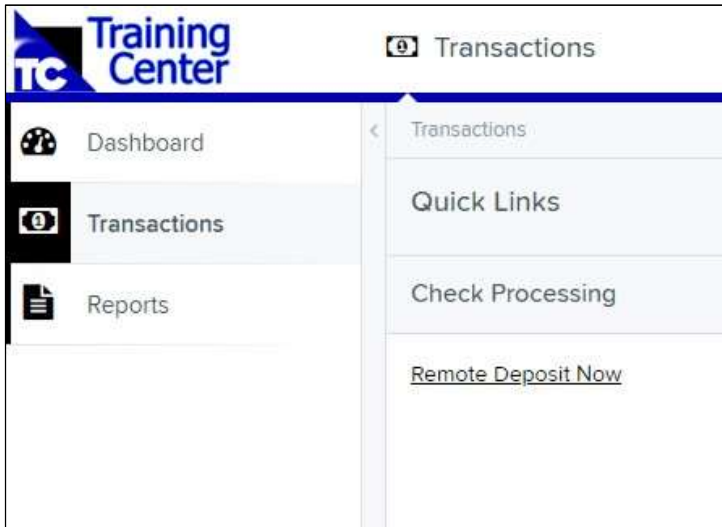 Training
Center
TC
Transactions
Dashboard
Transactions
Reports
Transactions
Quick Links
Check Processing
Remote Deposit Now